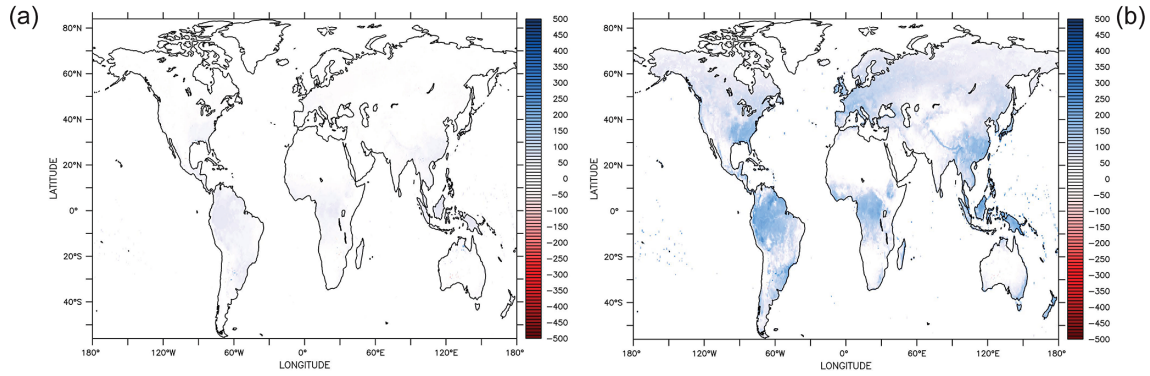 (a)
80°N
60°N
40°N
20°N
0°
20°S
40°S
LATITUDE
180°
120°W
60°W
0°
60°E
120°E
180°
LONGITUDE
500
450
400
350
300
250
200
150
100
50
0
−50
−100
−150
−200
−250
−300
−350
−400
−450
−500
(b)
80°N
60°N
40°N
20°N
0°
20°S
40°S
LATITUDE
180°
120°W
60°W
0°
60°E
120°E
180°
LONGITUDE
500
450
400
350
300
250
200
150
100
50
0
−50
−100
−150
−200
−250
−300
−350
−400
−450
−500